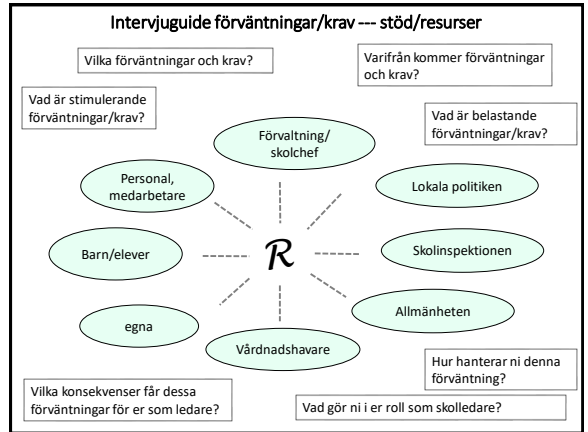 Intervjuguide förväntningar/krav --- stöd/resurser
Vilka förväntningar och krav?
Varifrån kommer förväntningar
och krav?
Vad är stimulerande
förväntningar/krav?
Vad är belastande
förväntningar/krav?
Förvaltning/
skolchef
Personal,
medarbetare
Lokala politiken
Barn/elever
R
Skolinspektionen
egna
Allmänheten
Vårdnadshavare
Hur hanterar ni denna
förväntning?
Vilka konsekvenser får dessa
förväntningar för er som ledare?
Vad gör ni i er roll som skolledare?